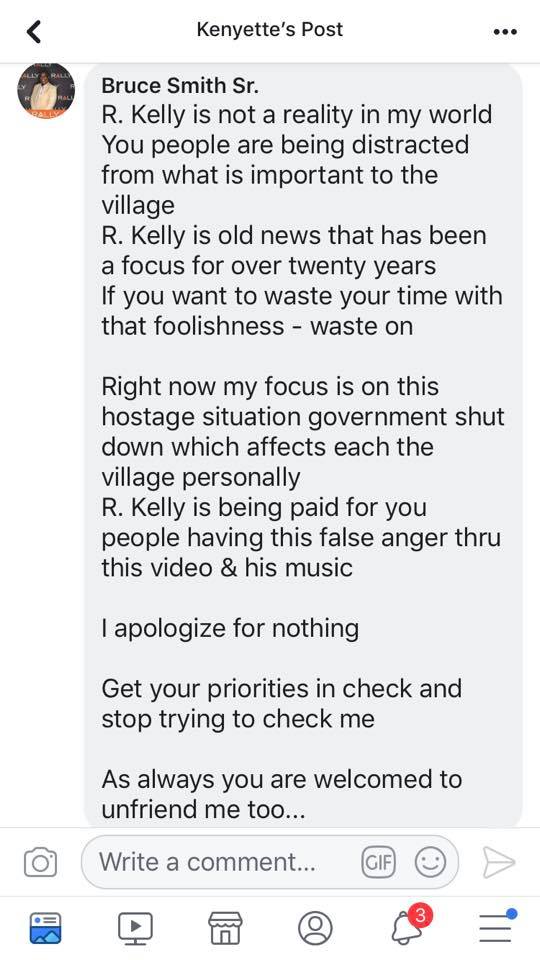 Kenyette's Post
Bruce Smith Sr.
R. Kelly is not a reality in my world
You people are being distracted
from what is important to the
village
R. Kelly is old news that has been
a focus for over twenty years
If you want to waste your time with
that foolishness - waste on
Right now my focus is on this
hostage situation government shut
down which affects each the
village personally
R. Kelly is being paid for you
people having this false anger thru
this video & his music
I apologize for nothing
Get your priorities in check and
stop trying to check me
As always you are welcomed to
unfriend me too...
Write a comment...
GIF
3